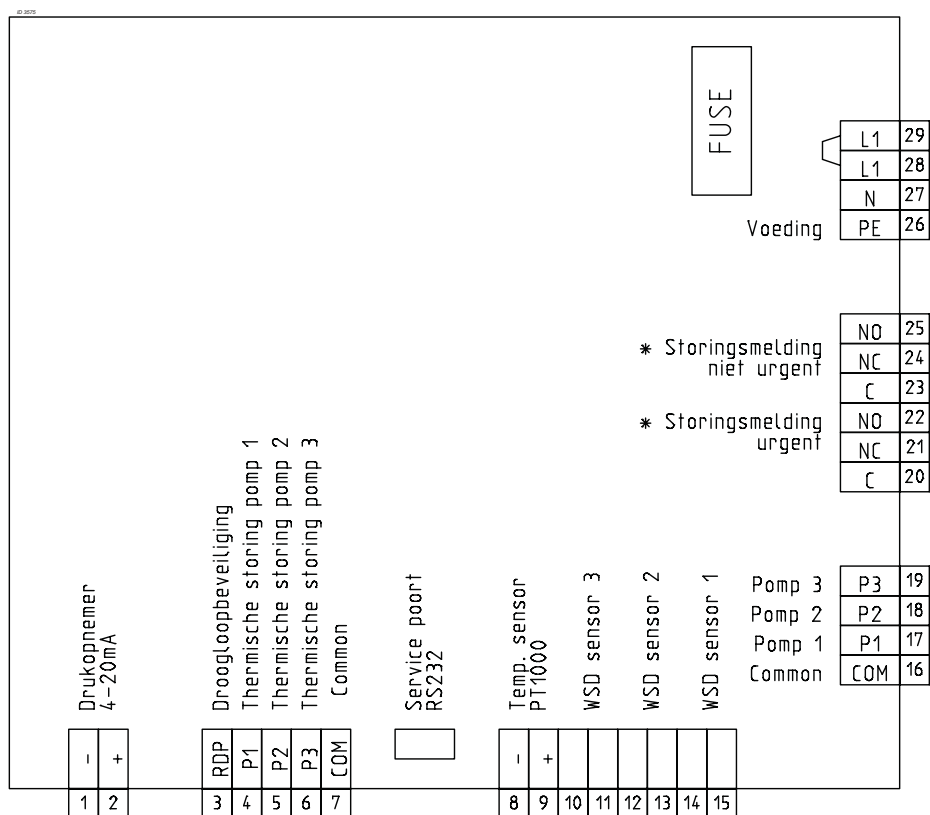 ID 3575
FUSE
L1 29
L1 28
N 27
Voeding PE 26
NO 25
* Storingsmelding
niet urgent
NC 24
C 23
* Storingsmelding
urgent
NO 22
NC 21
C 20
Pomp 3 P3 19
Pomp 2 P2 18
Pomp 1 P1 17
Common COM 16
Drukopnemer
4-20mA
Droogloopbeveiliging
Thermische storing pomp 1
Thermische storing pomp 2
Thermische storing pomp 3
Common
Service poort
RS232
Temp. sensor
PT1000
WSD sensor 3
WSD sensor 2
WSD sensor 1
- + RDP P1 P2 P3 COM - +
1 2 3 4 5 6 7 8 9 10 11 12 13 14 15